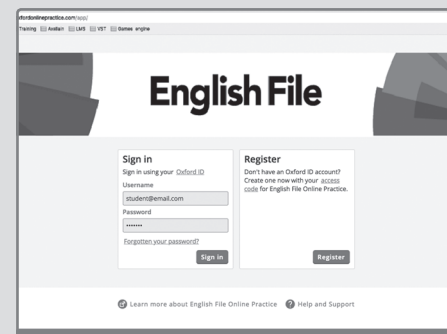 xfordonlinepractice.com/app/
Training Avallain LMS VST Games engine
English File
Sign in
Sign in using your Oxford ID
Username
student@email.com
Password
•••••••
Forgotten your password?
Sign in
Register
Don't have an Oxford ID account?
Create one now with your access
code for English File Online Practice.
Register
Learn more about English File Online Practice Help and Support